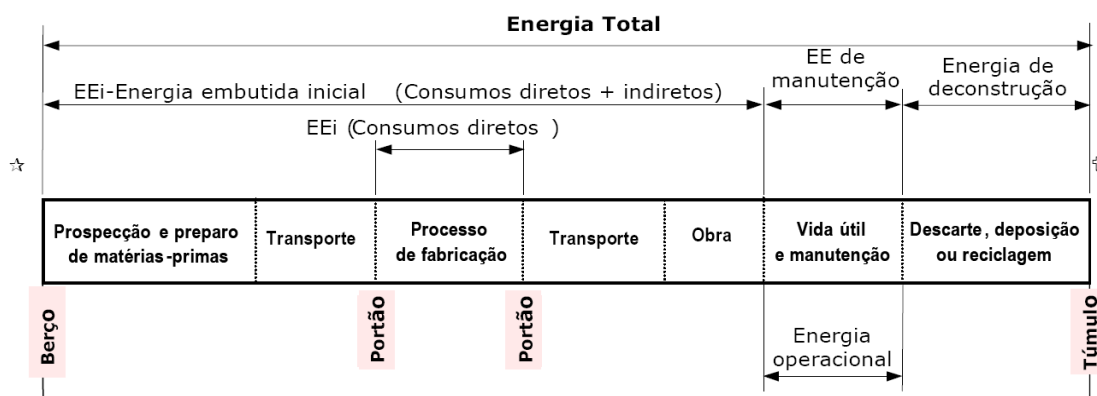 Energia Total
EE de
manutenção
Energia de
deconstrução
EEi-Energia embutida inicial (Consumos diretos + indiretos)
EEi (Consumos diretos )
Prospecção e preparo
de matérias-primas
Transporte
Processo
de fabricação
Transporte
Obra
Vida útil
e manutenção
Descarte, deposição
ou reciclagem
Berço
Portão
Portão
Túmulo
Energia
operacional